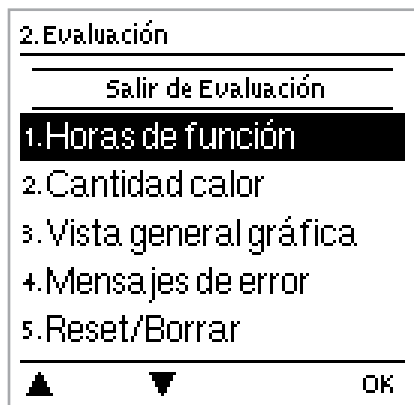 2.Evaluación
Salir de Evaluación
1.Horas de función
2.Cantidad calor
3.Vista general gráfica
4.Mensajes de error
5.Reset/Borrar
▲ ▼ OK